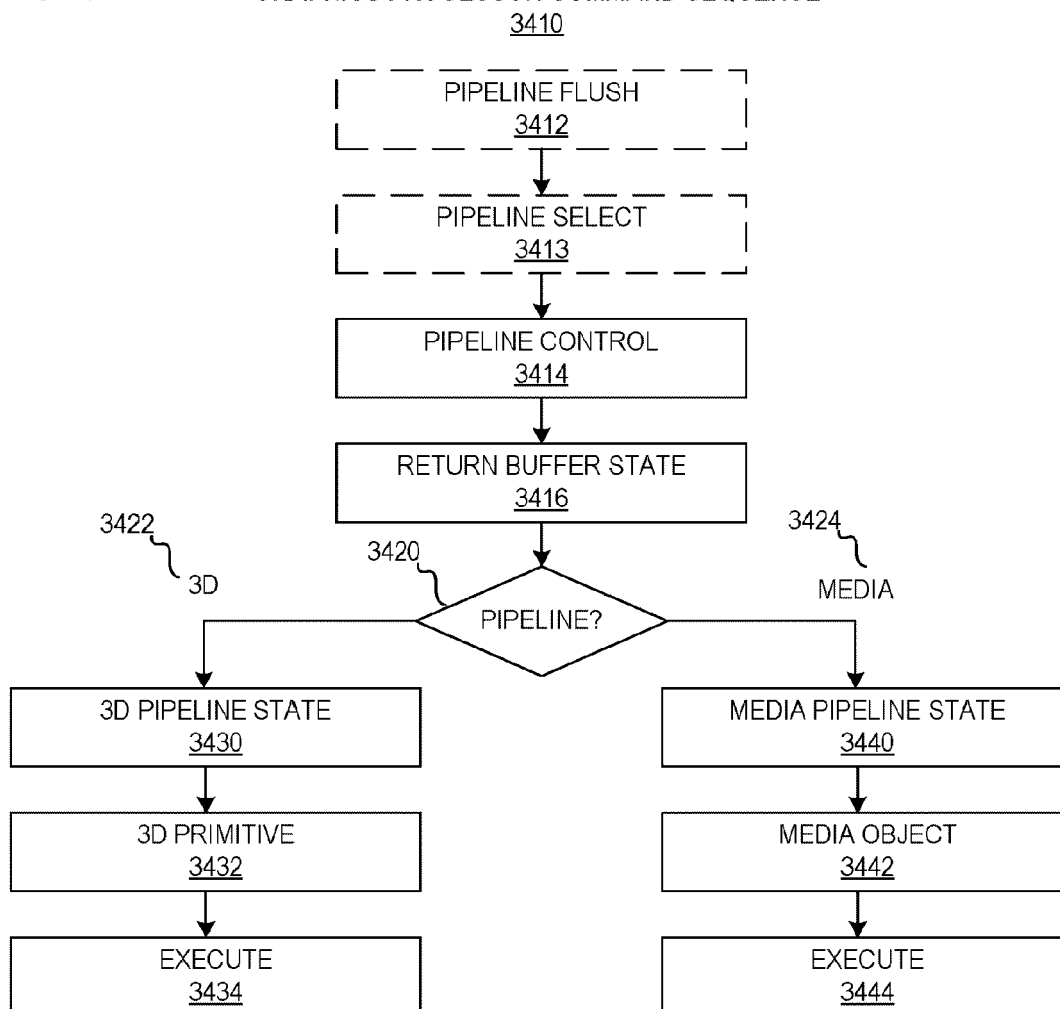 3410
PIPELINE FLUSH
3412
PIPELINE SELECT
3413
PIPELINE CONTROL
3414
RETURN BUFFER STATE
3416
3422
3D
3420
PIPELINE?
3424
MEDIA
3D PIPELINE STATE
3430
MEDIA PIPELINE STATE
3440
3D PRIMITIVE
3432
MEDIA OBJECT
3442
EXECUTE
3434
EXECUTE
3444